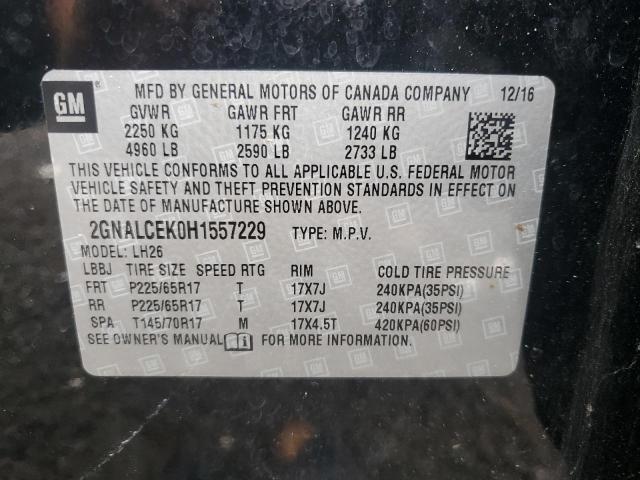 GM MFD BY GENERAL MOTORS OF CANADA COMPANY 12/16
GVWR GAWR FRT GAWR RR
2250 KG 1175 KG 1240 KG
4960 LB 2590 LB 2733 LB
THIS VEHICLE CONFORMS TO ALL APPLICABLE U.S. FEDERAL MOTOR
VEHICLE SAFETY AND THEFT PREVENTION STANDARDS IN EFFECT ON
THE DATE OF MANUFACTURE SHOWN ABOVE.
2GNALCEK0H1557229 TYPE: M.P.V.
MODEL: LH26
LBBJ TIRE SIZE SPEED RTG RIM COLD TIRE PRESSURE
FRT P225/65R17 T 17X7J 240KPA(35PSI)
RR P225/65R17 T 17X7J 240KPA(35PSI)
SPA T145/70R17 M 17X4.5T 420KPA(60PSI)
SEE OWNER'S MANUAL FOR MORE INFORMATION.